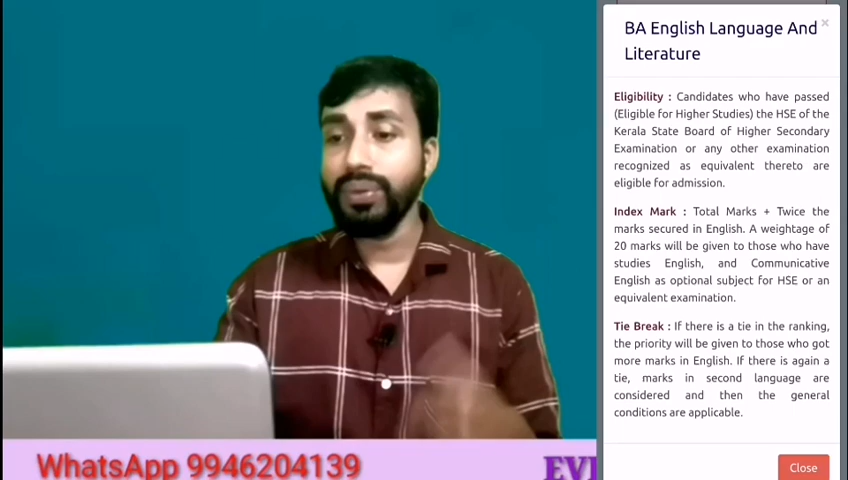 BA English Language And ×
Literature
Eligibility : Candidates who have passed
(Eligible for Higher Studies) the HSE of the
Kerala State Board of Higher Secondary
Examination or any other examination
recognized as equivalent thereto are
eligible for admission.
Index Mark : Total Marks + Twice the
marks secured in English. A weightage of
20 marks will be given to those who have
studies English, and Communicative
English as optional subject for HSE or an
equivalent examination.
Tie Break : If there is a tie in the ranking,
the priority will be given to those who got
more marks in English. If there is again a
tie, marks in second language are
considered and then the general
conditions are applicable.
Close
WhatsApp 9946204139